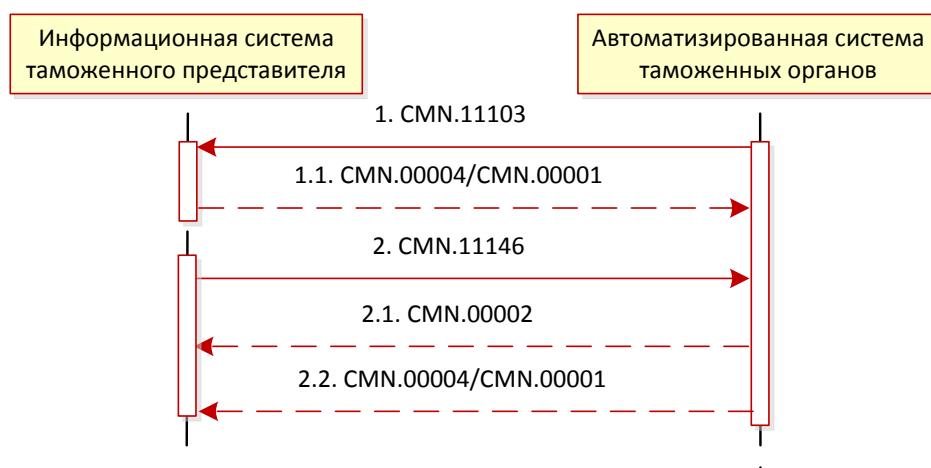 Информационная система
таможенного представителя
Автоматизированная система
таможенных органов
1. CMN.11103
1.1. CMN.00004/CMN.00001
2. CMN.11146
2.1. CMN.00002
2.2. CMN.00004/CMN.00001